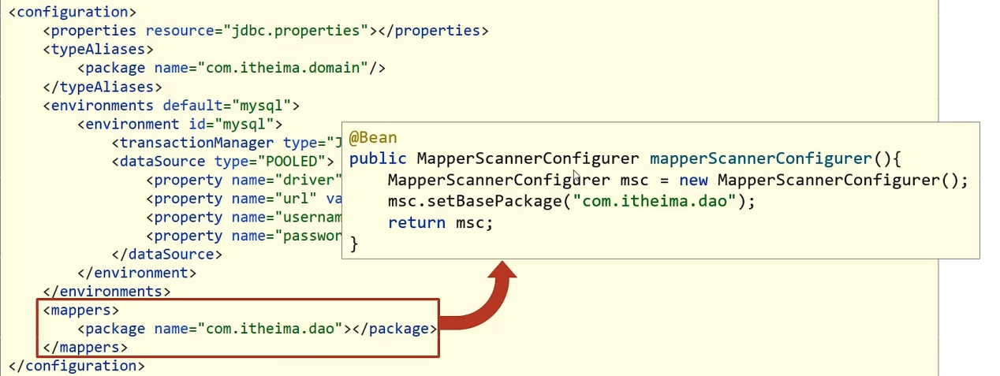 <configuration>
<properties resource="jdbc.properties"></properties>
<typeAliases>
<package name="com.itheima.domain"/>
</typeAliases>
<environments default="mysql">
<environment id="mysql">
<transactionManager type="J
<dataSource type="POOLED">
<property name="driver"
<property name="url" va
<property name="usernam
<property name="passwor
</dataSource>
</environment>
</environments>
<mappers>
<package name="com.itheima.dao"></package>
</mappers>
</configuration>
@Bean
public MapperScannerConfigurer mapperScannerConfigurer(){
MapperScannerConfigurer msc = new MapperScannerConfigurer();
msc.setBasePackage("com.itheima.dao");
return msc;
}